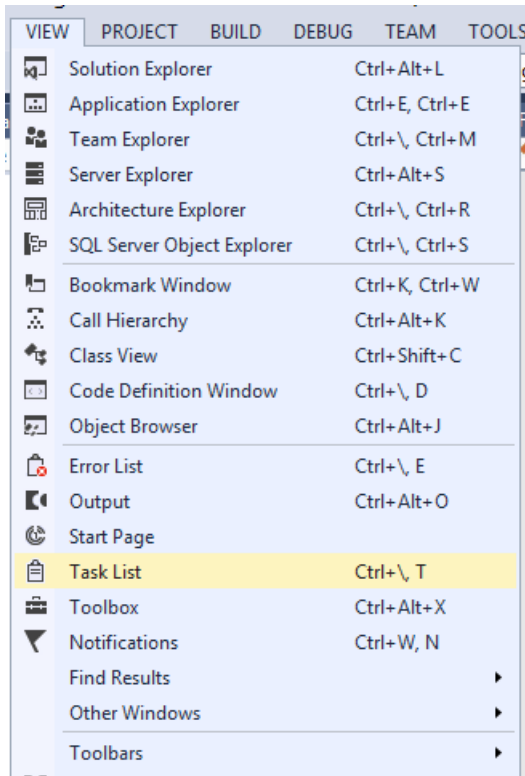 VIEW PROJECT BUILD DEBUG TEAM TOOLS
Solution Explorer Ctrl+Alt+L
Application Explorer Ctrl+E, Ctrl+E
Team Explorer Ctrl+\, Ctrl+M
Server Explorer Ctrl+Alt+S
Architecture Explorer Ctrl+\, Ctrl+R
SQL Server Object Explorer Ctrl+\, Ctrl+S
Bookmark Window Ctrl+K, Ctrl+W
Call Hierarchy Ctrl+Alt+K
Class View Ctrl+Shift+C
Code Definition Window Ctrl+\, D
Object Browser Ctrl+Alt+J
Error List Ctrl+\, E
Output Ctrl+Alt+O
Start Page
Task List Ctrl+\, T
Toolbox Ctrl+Alt+X
Notifications Ctrl+W, N
Find Results
Other Windows
Toolbars